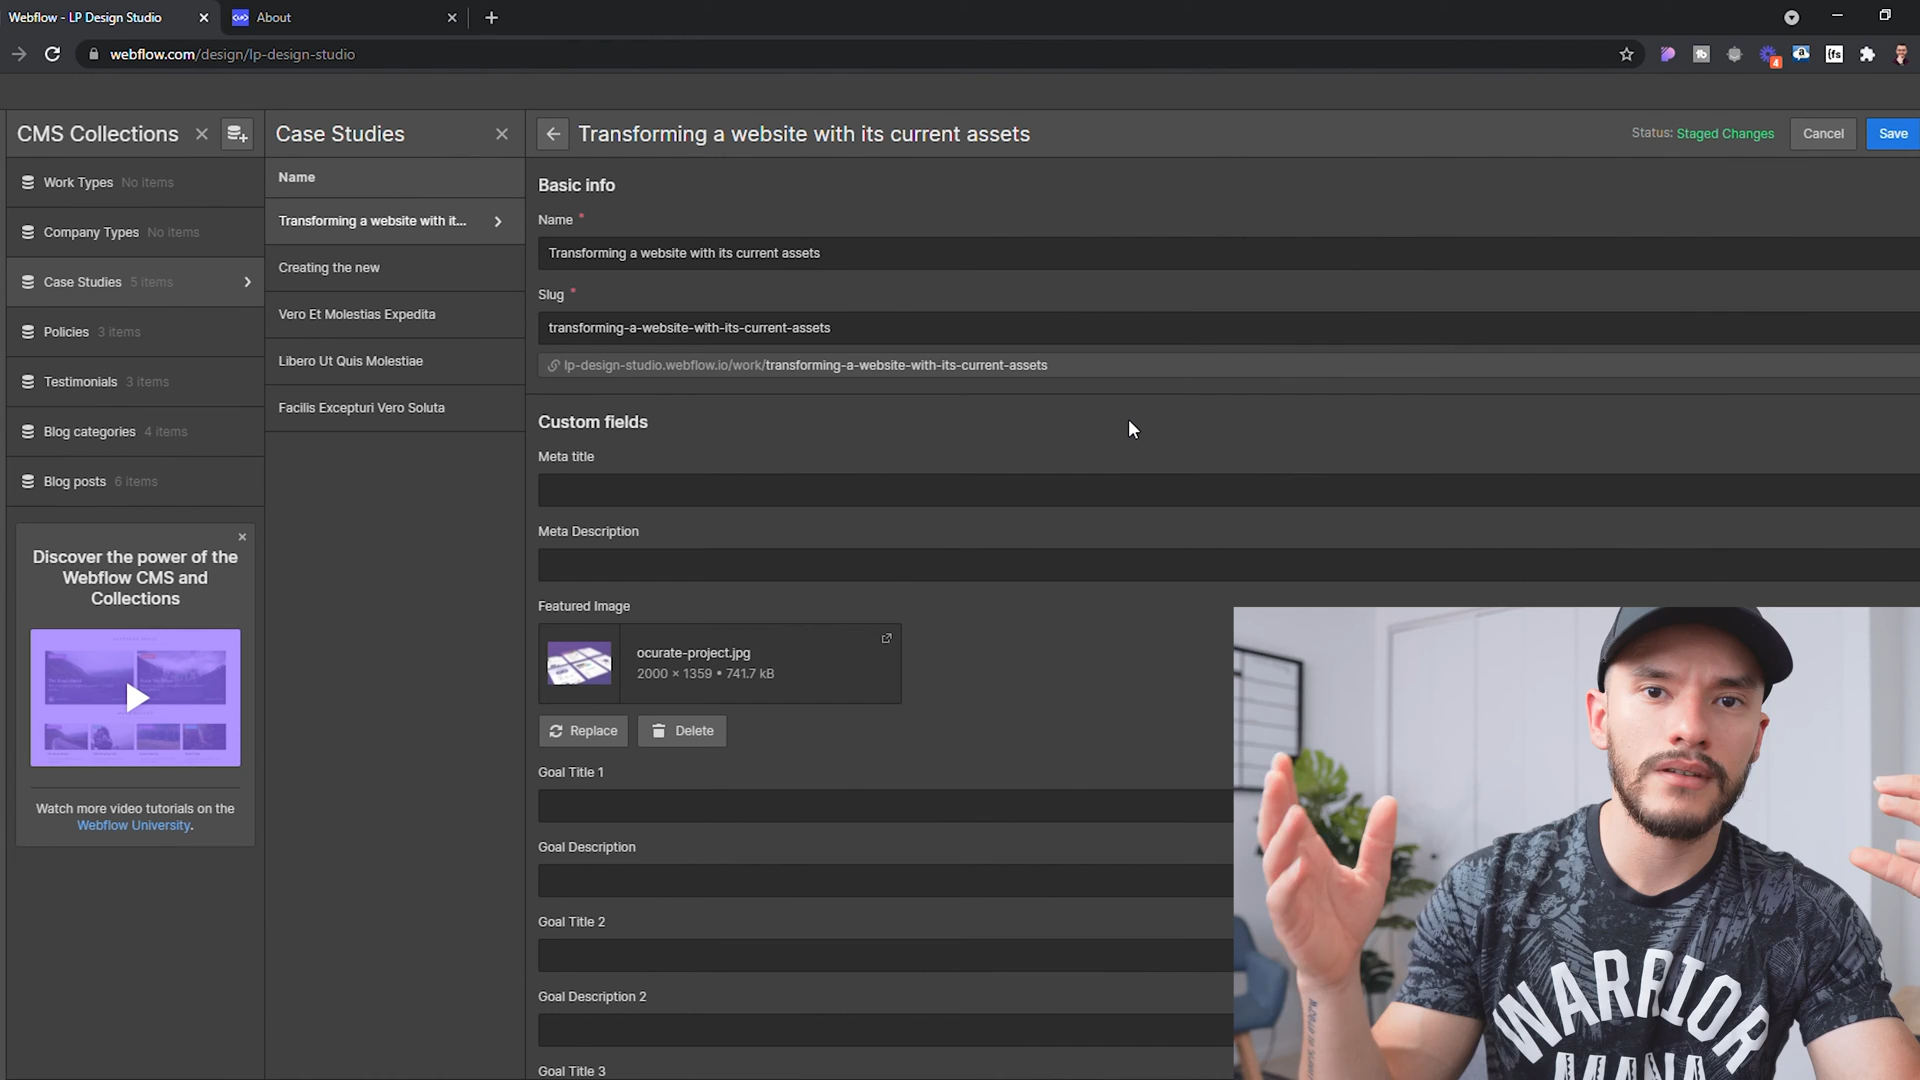 Webflow - LP Design Studio
About
webflow.com/design/lp-design-studio
4
CMS Collections
Case Studies
Transforming a website with its current assets
Status: Staged Changes
Cancel
Save
Work Types No items
Company Types No items
Case Studies 5 items
Policies 3 items
Testimonials 3 items
Blog categories 4 items
Blog posts 6 items
Discover the power of the
Webflow CMS and
Collections
Watch more video tutorials on the
Webflow University.
Name
Transforming a website with it...
Creating the new
Vero Et Molestias Expedita
Libero Ut Quis Molestiae
Facilis Excepturi Vero Soluta
Basic info
Name *
Transforming a website with its current assets
Slug *
transforming-a-website-with-its-current-assets
lp-design-studio.webflow.io/work/transforming-a-website-with-its-current-assets
Custom fields
Meta title
Meta Description
Featured Image
ocurate-project.jpg
2000 × 1359 • 741.7 kB
Replace
Delete
Goal Title 1
Goal Description
Goal Title 2
Goal Description 2
Goal Title 3
WARRIOR
MANA